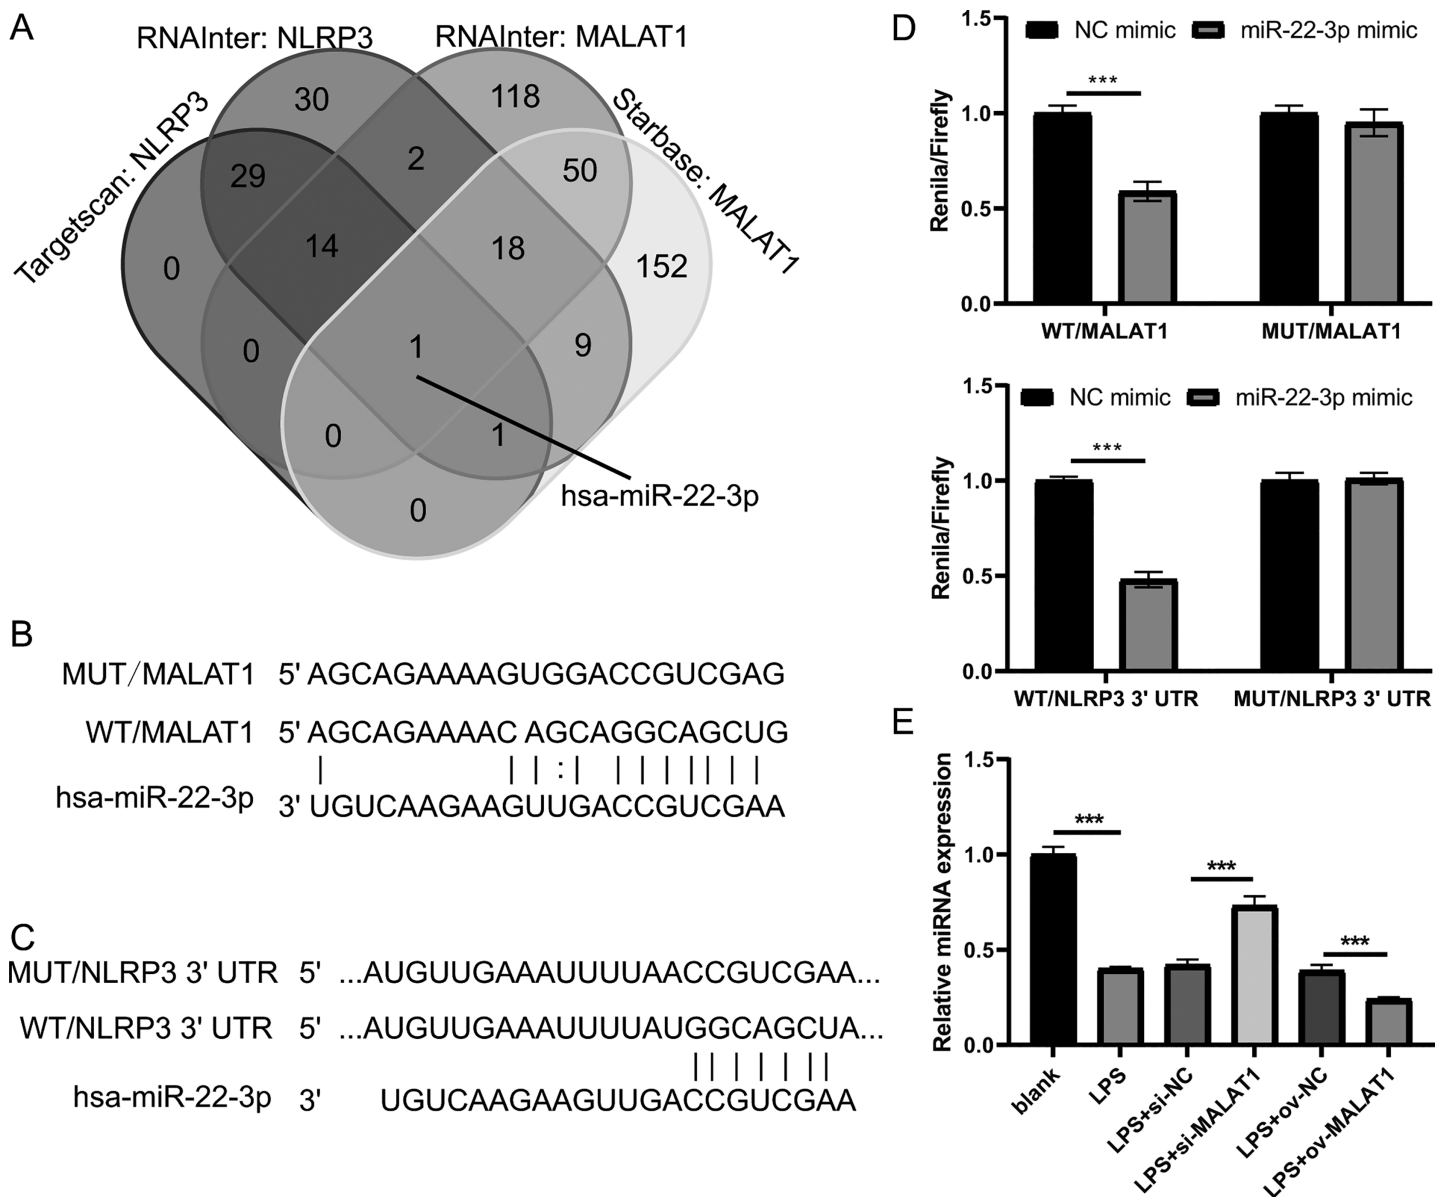 A
RNAInter: NLRP3
RNAInter: MALAT1
Targetscan: NLRP3
Starbase: MALAT1
30
118
29
2
50
0
14
18
152
0
1
9
0
1
0
hsa-miR-22-3p
B
MUT/MALAT1 5' AGCAGAAAAGUGGACCGUCGAG
WT/MALAT1 5' AGCAGAAAAC AGCAGGCAGCUG
hsa-miR-22-3p 3' UGUCAAGAAGUUGACCGUCGAA
C
MUT/NLRP3 3' UTR 5' ...AUGUUGAAAUUUUAACCGUCGAA...
WT/NLRP3 3' UTR 5' ...AUGUUGAAAUUUUAUGGCAGCUA...
hsa-miR-22-3p 3' UGUCAAGAAGUUGACCGUCGAA
D
NC mimic miR-22-3p mimic
Renila/Firefly
1.5
1.0
0.5
0.0
***
WT/MALAT1 MUT/MALAT1
NC mimic miR-22-3p mimic
Renila/Firefly
1.5
1.0
0.5
0.0
***
WT/NLRP3 3' UTR MUT/NLRP3 3' UTR
E
Relative miRNA expression
1.5
1.0
0.5
0.0
***
***
***
blank
LPS
LPS+si-NC
LPS+si-MALAT1
LPS+ov-NC
LPS+ov-MALAT1